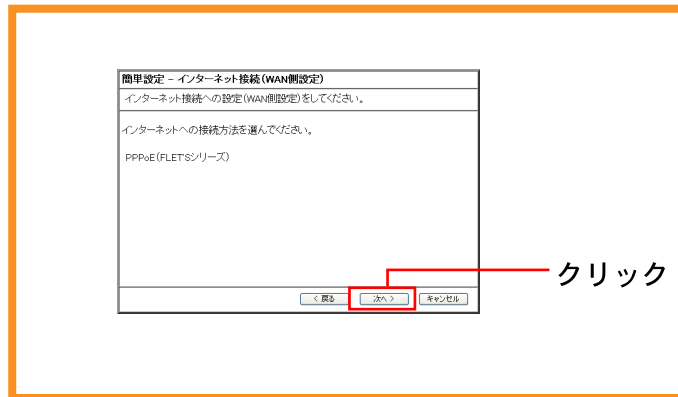 簡単設定 - インターネット接続(WAN側設定)
インターネット接続への設定(WAN側設定)をしてください。
インターネットへの接続方法を選んでください。
PPPoE(FLET'Sシリーズ)
クリック
< 戻る 次へ > キャンセル